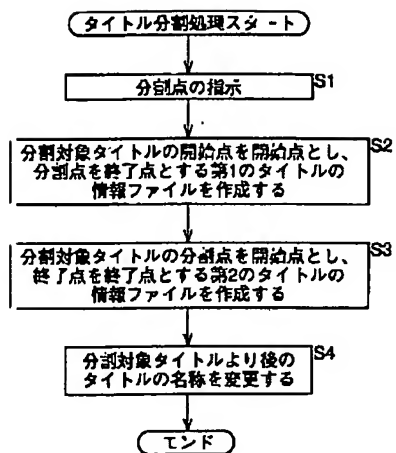 タイトル分割処理スタート
分割点の指示
S1
分割対象タイトルの開始点を開始点とし、
分割点を終了点とする第1のタイトルの
情報ファイルを作成する
S2
分割対象タイトルの分割点を開始点とし、
終了点を終了点とする第2のタイトルの
情報ファイルを作成する
S3
分割対象タイトルより後の
タイトルの名称を変更する
S4
エンド